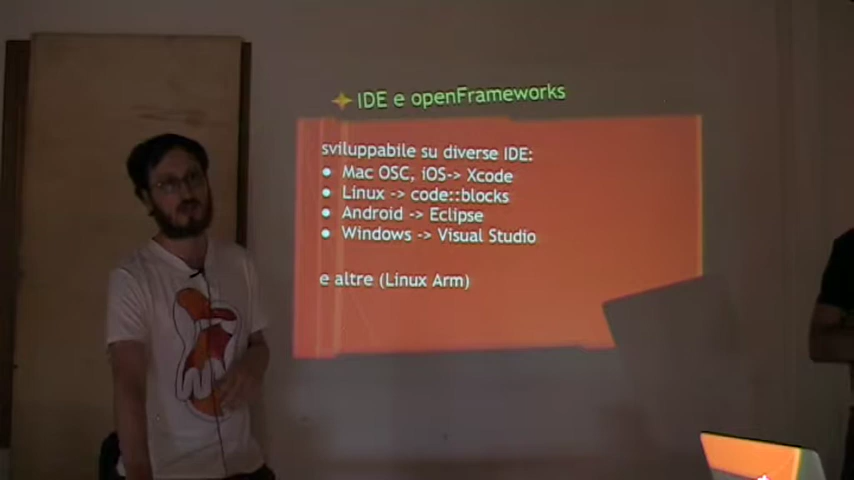 IDE e openFrameworks
sviluppabile su diverse IDE:
• Mac OSC, iOS-> Xcode
• Linux -> code::blocks
• Android -> Eclipse
• Windows -> Visual Studio
e altre (Linux Arm)